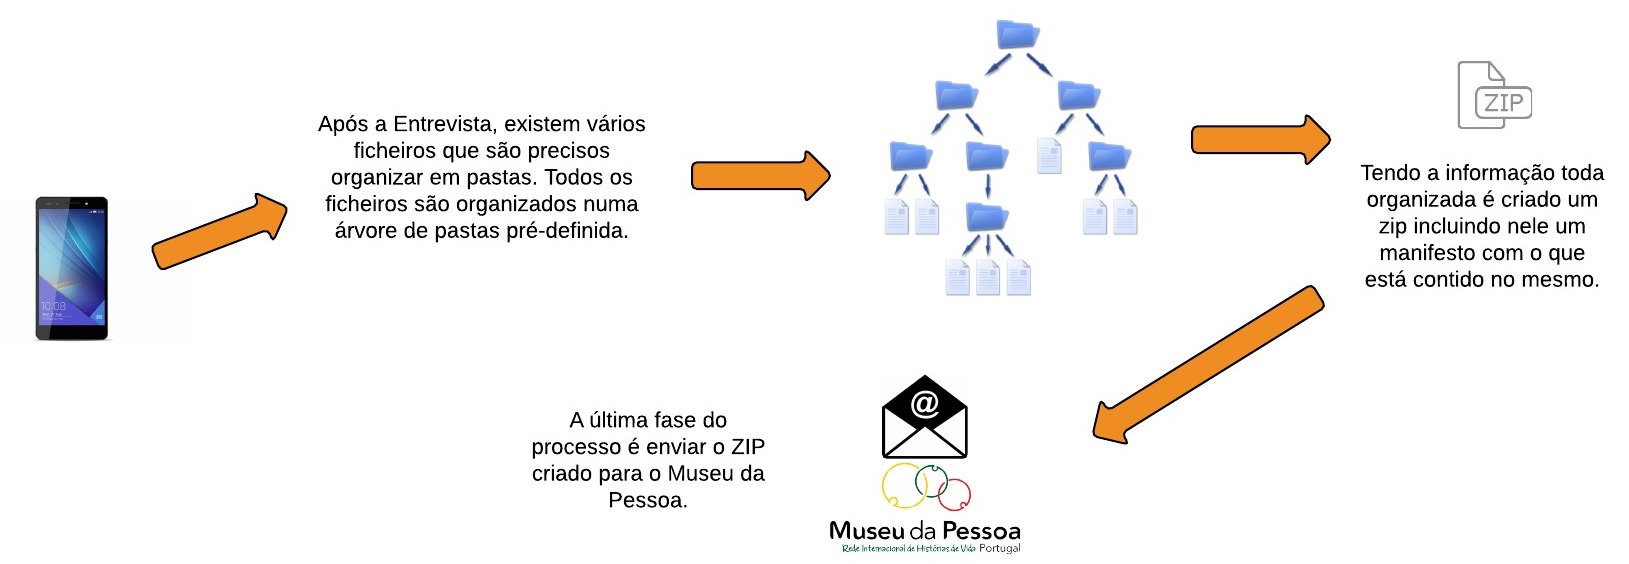 Após a Entrevista, existem vários
ficheiros que são precisos
organizar em pastas. Todos os
ficheiros são organizados numa
árvore de pastas pré-definida.
10:08
ZIP
Tendo a informação toda
organizada é criado um
zip incluindo nele um
manifesto com o que
está contido no mesmo.
A última fase do
processo é enviar o ZIP
criado para o Museu da
Pessoa.
@
Museu da Pessoa
Rede Internacional de Histórias de Vida Portugal